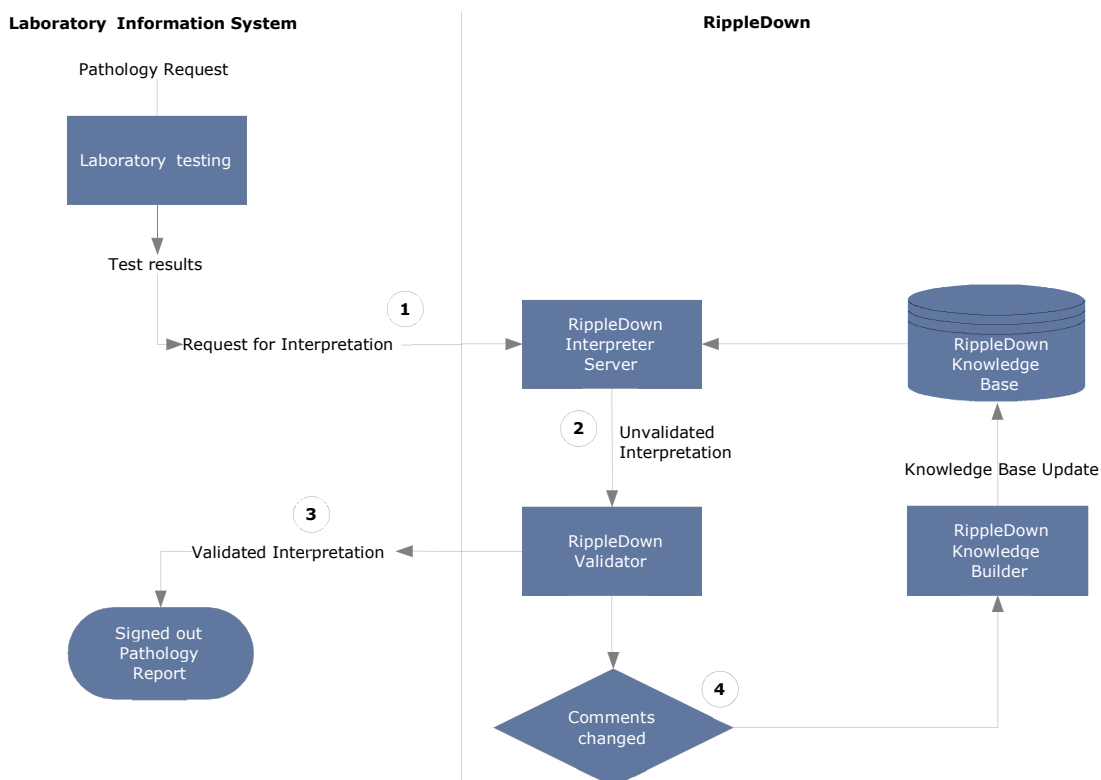 Laboratory Information System
RippleDown
Pathology Request
Laboratory testing
Test results
1
Request for Interpretation
RippleDown
Interpreter
Server
RippleDown
Knowledge
Base
2
Unvalidated
Interpretation
Knowledge Base Update
3
Validated Interpretation
RippleDown
Validator
RippleDown
Knowledge
Builder
Signed out
Pathology
Report
4
Comments
changed